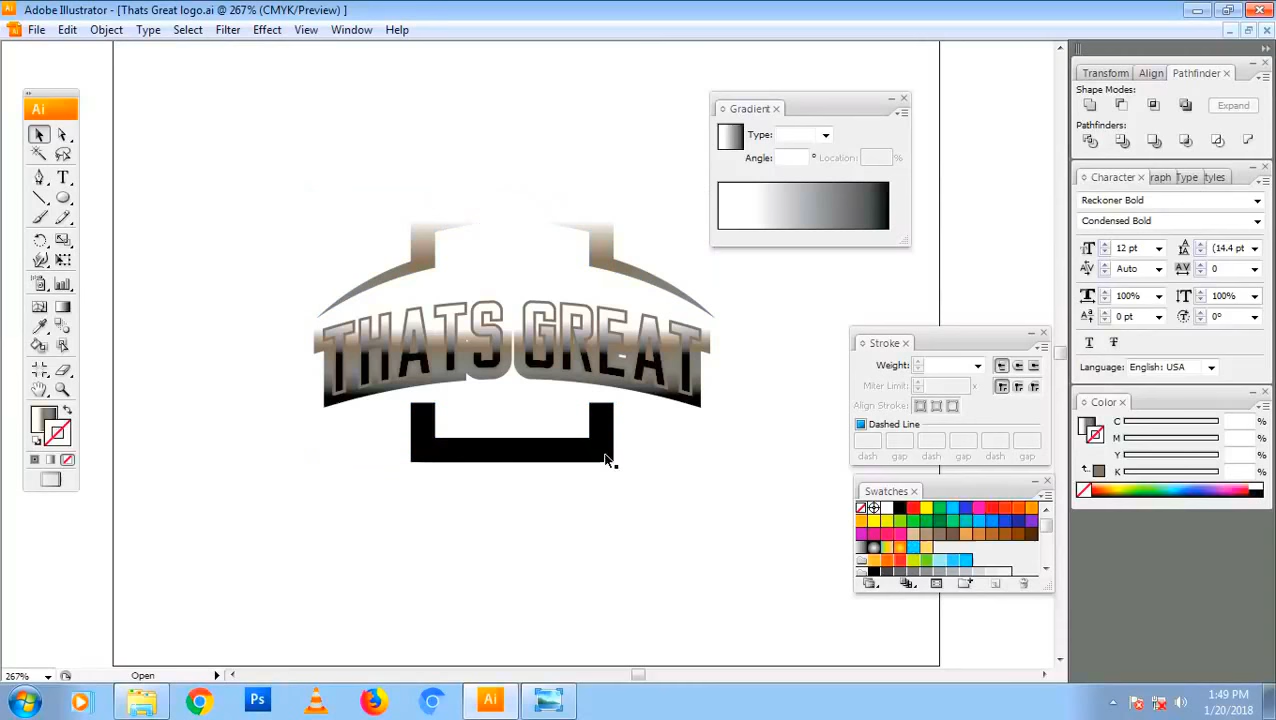 Adobe Illustrator - [Thats Great logo.ai @ 267% (CMYK/Preview) ]
File Edit Object Type Select Filter Effect View Window Help
Ai
Gradient
Type:
Angle: ° Location: %
THATS GREAT
Transform Align Pathfinder
Shape Modes:
Expand
Pathfinders:
Character raph Type tyles
Reckoner Bold
Condensed Bold
12 pt (14.4 pt
Auto 0
100% 100%
0 pt 0°
Language: English: USA
Stroke
Weight:
Miter Limit: x
Align Stroke:
Dashed Line
dash gap dash gap dash gap
Color
C %
M %
Y %
K %
Swatches
267% Open
Ps Ai
1:49 PM
1/20/2018